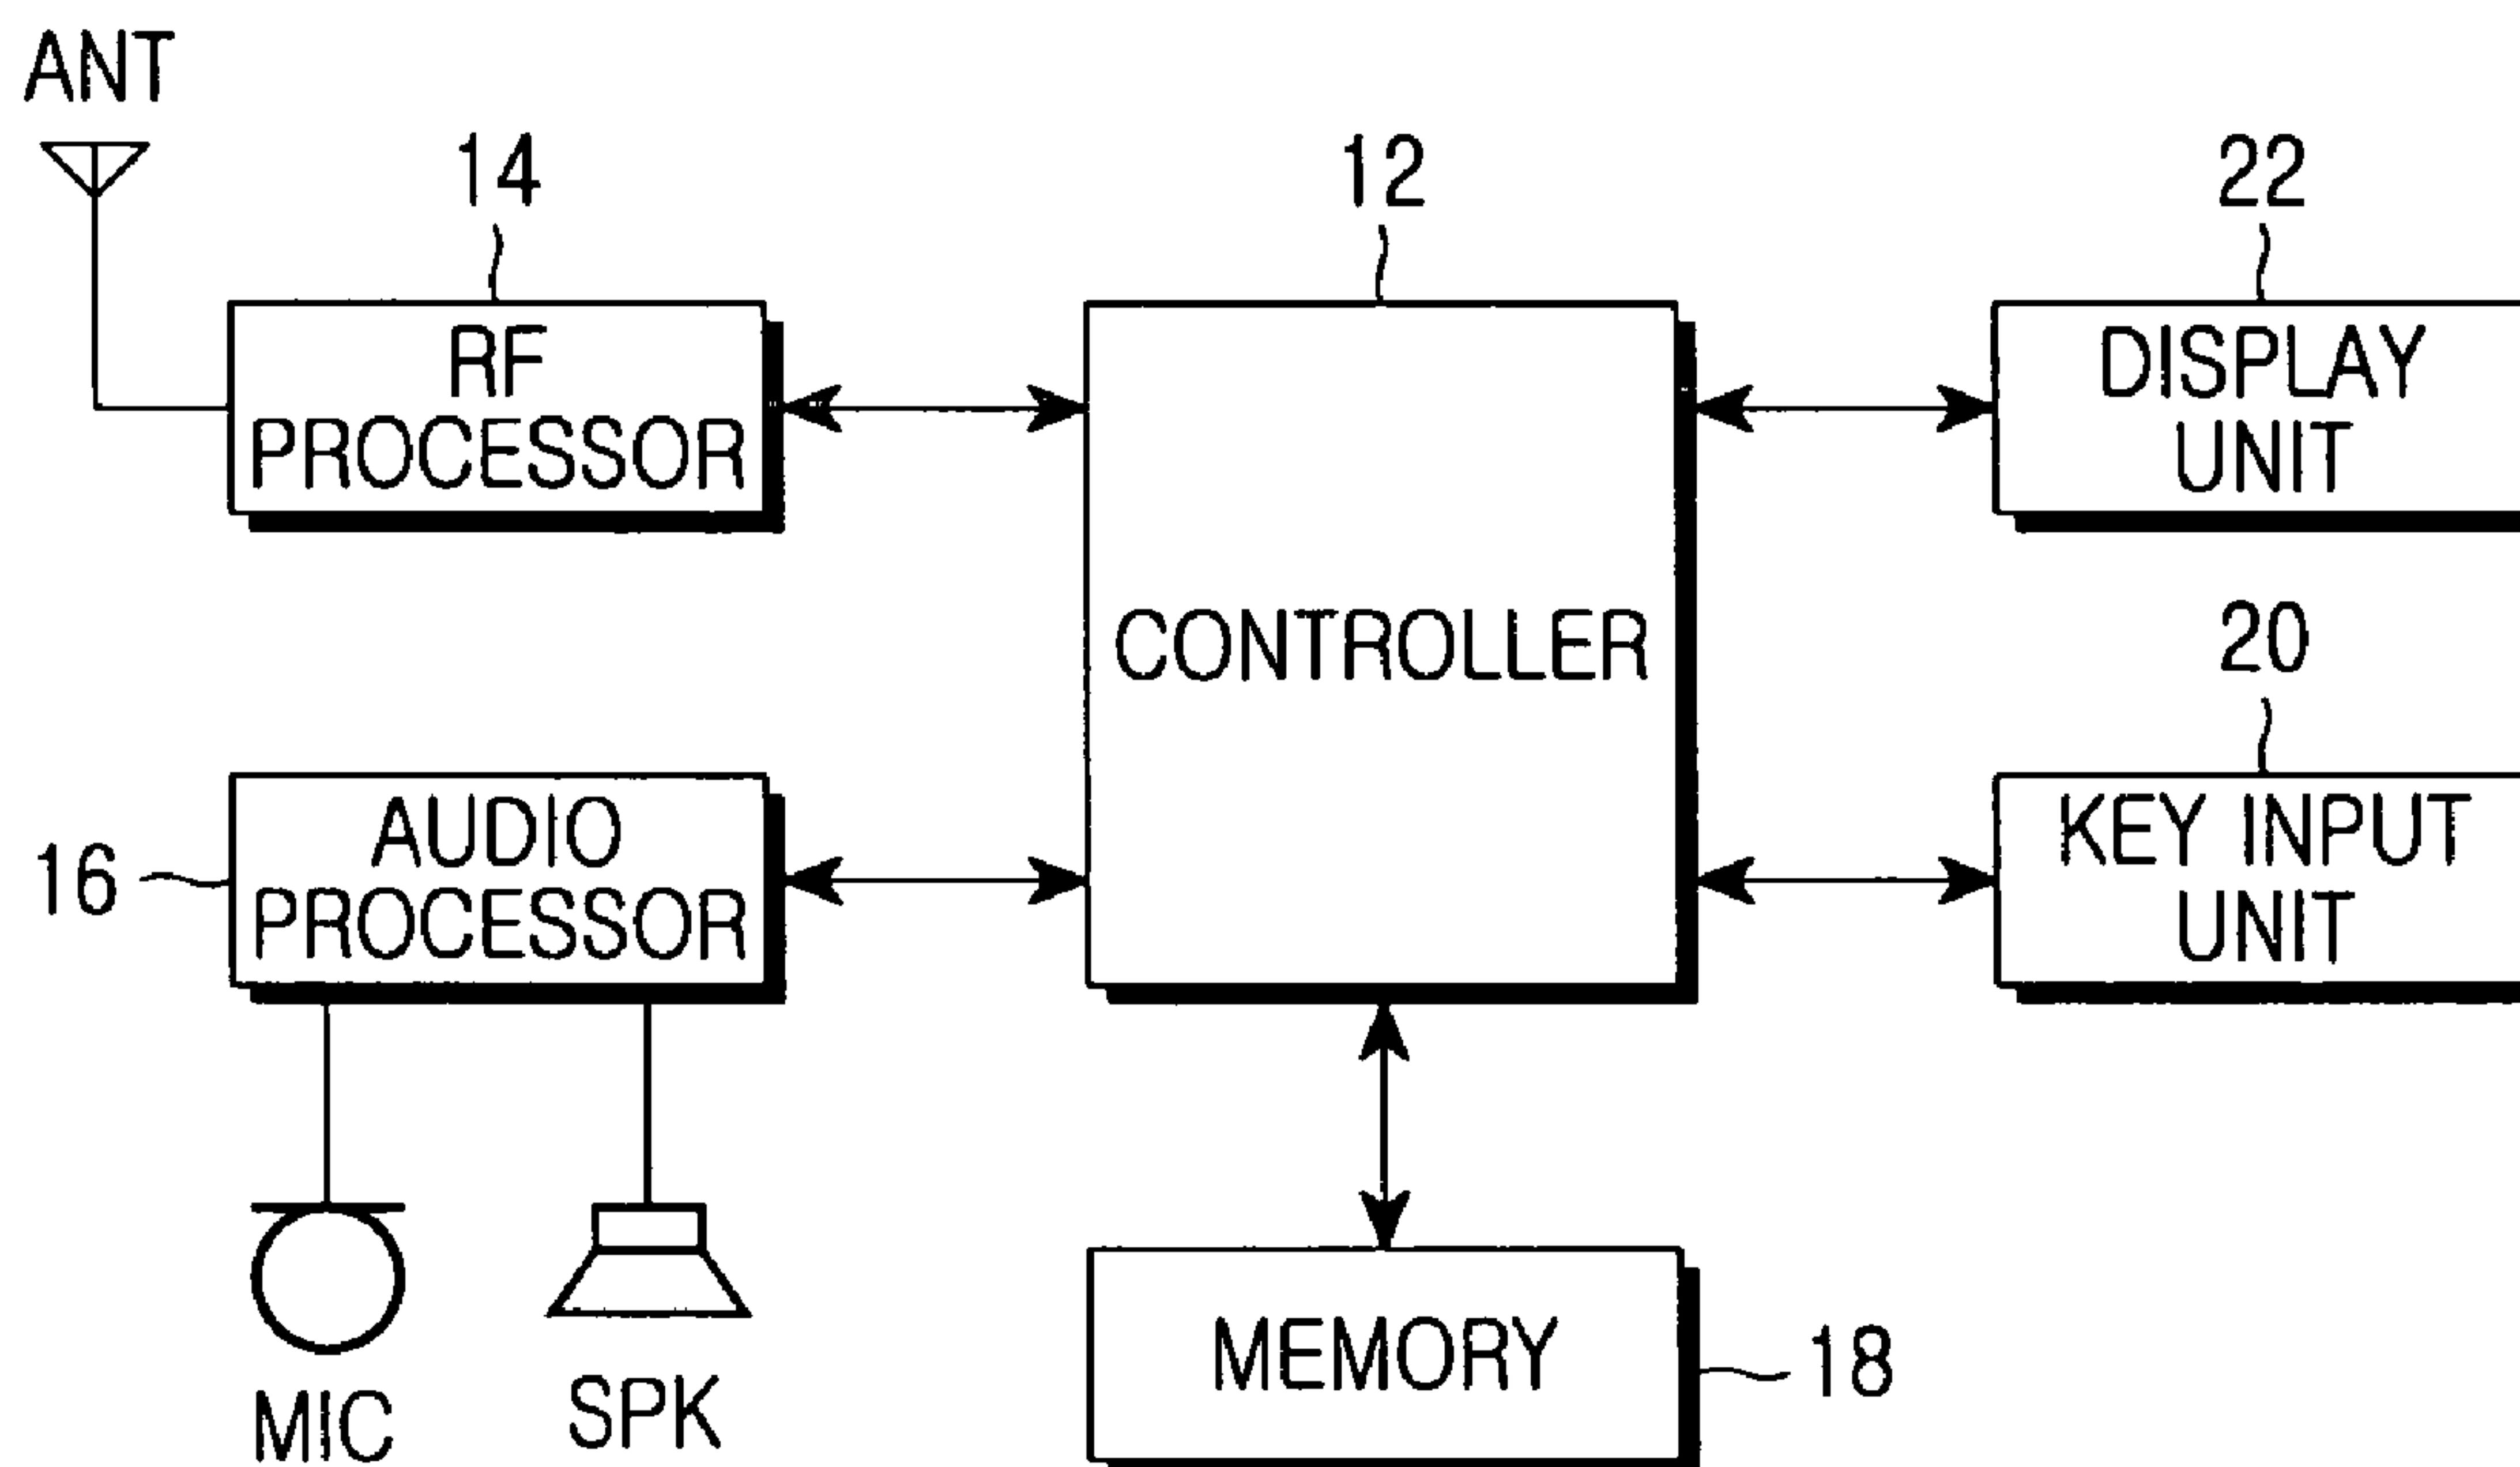 ANT
14
12
22
RF
PROCESSOR
DISPLAY
UNIT
CONTROLLER
20
16
AUDIO
PROCESSOR
KEY INPUT
UNIT
MEMORY
18
MIC
SPK